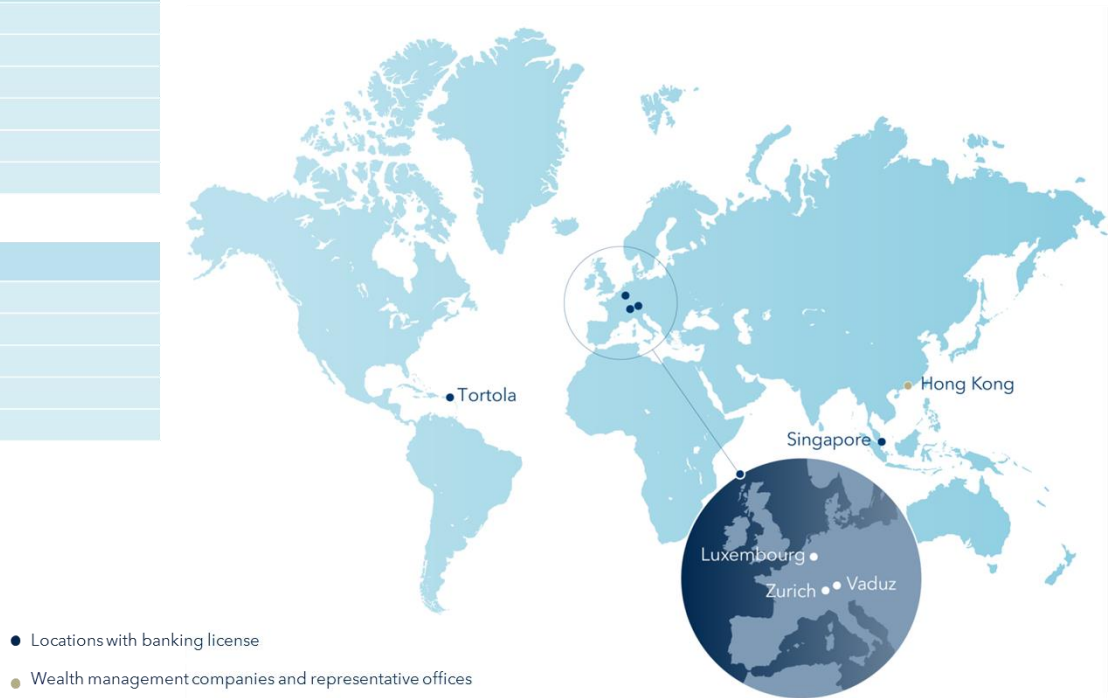 Tortola
Hong Kong
Singapore
Luxembourg
Zurich
Vaduz
Locations with banking license
Wealth management companies and representative offices